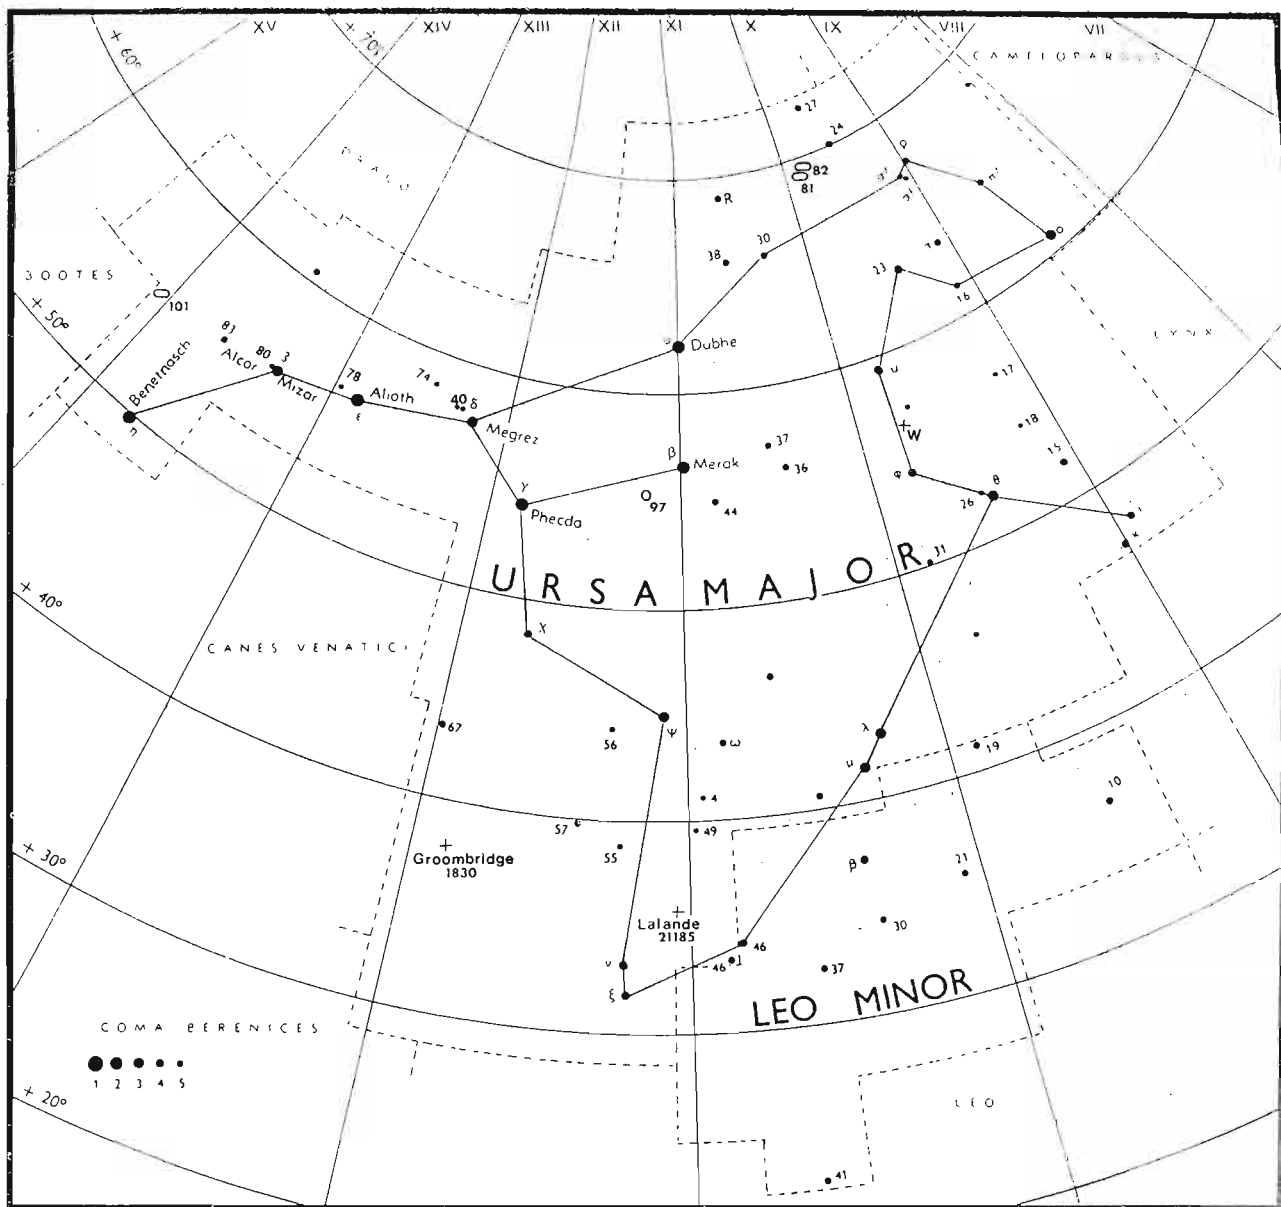 XV XIV XIII XII XI X IX VIII VII
+ 60°
+ 70°
27
24
82
81
ρ
π¹
R
38
30
τ
ο
23
16
LYNX
101
+ 50°
83
Alcor
80
ζ
Mizar
Benetnasch
η
78
Alioth
ε
74
40 δ
Megrez
α
Dubhe
υ
17
W
18
15
β
Merak
37
36
φ
θ
26
γ
Phecda
97
44
ι
κ
URSA MAJOR
31
+ 40°
CANES VENATICI
χ
67
56
ψ
ω
λ
μ
19
10
4
57
49
55
+ 30°
Groombridge
1830
β
21
Lalande
21185
30
46
46
37
ν
ξ
LEO MINOR
COMA BERENICES
1 2 3 4 5
+ 20°
LEO
41